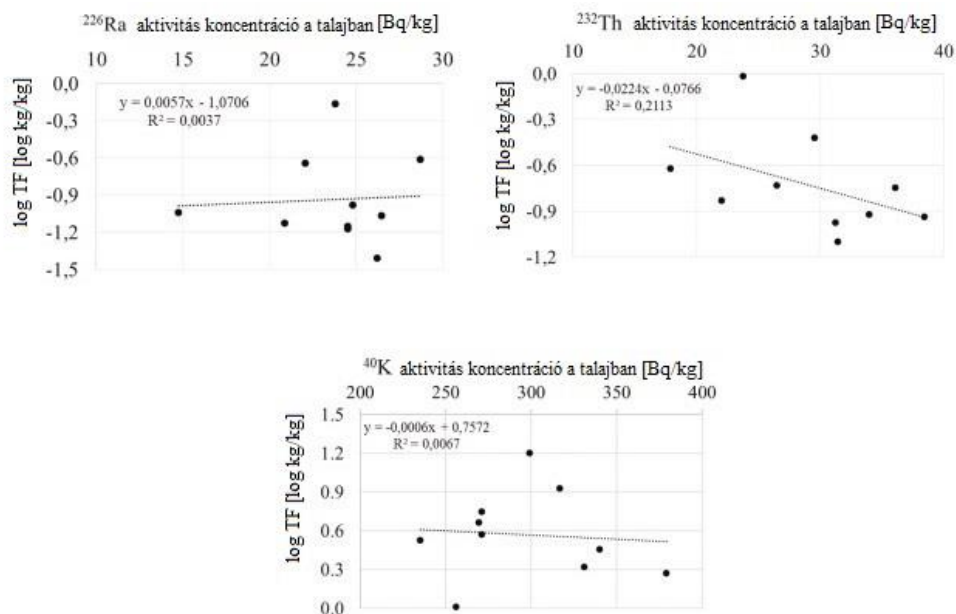 ²²⁶Ra aktivitás koncentráció a talajban [Bq/kg]
10 15 20 25 30
0,0
-0,3
-0,6
-0,9
-1,2
-1,5
log TF [log kg/kg]
y = 0,0057x - 1,0706
R² = 0,0037
²³²Th aktivitás koncentráció a talajban [Bq/kg]
10 20 30 40
0,0
-0,3
-0,6
-0,9
-1,2
log TF [log kg/kg]
y = -0,0224x - 0,0766
R² = 0,2113
⁴⁰K aktivitás koncentráció a talajban [Bq/kg]
200 250 300 350 400
1.5
1.2
0.9
0.6
0.3
0.0
log TF [log kg/kg]
y = -0,0006x + 0,7572
R² = 0,0067